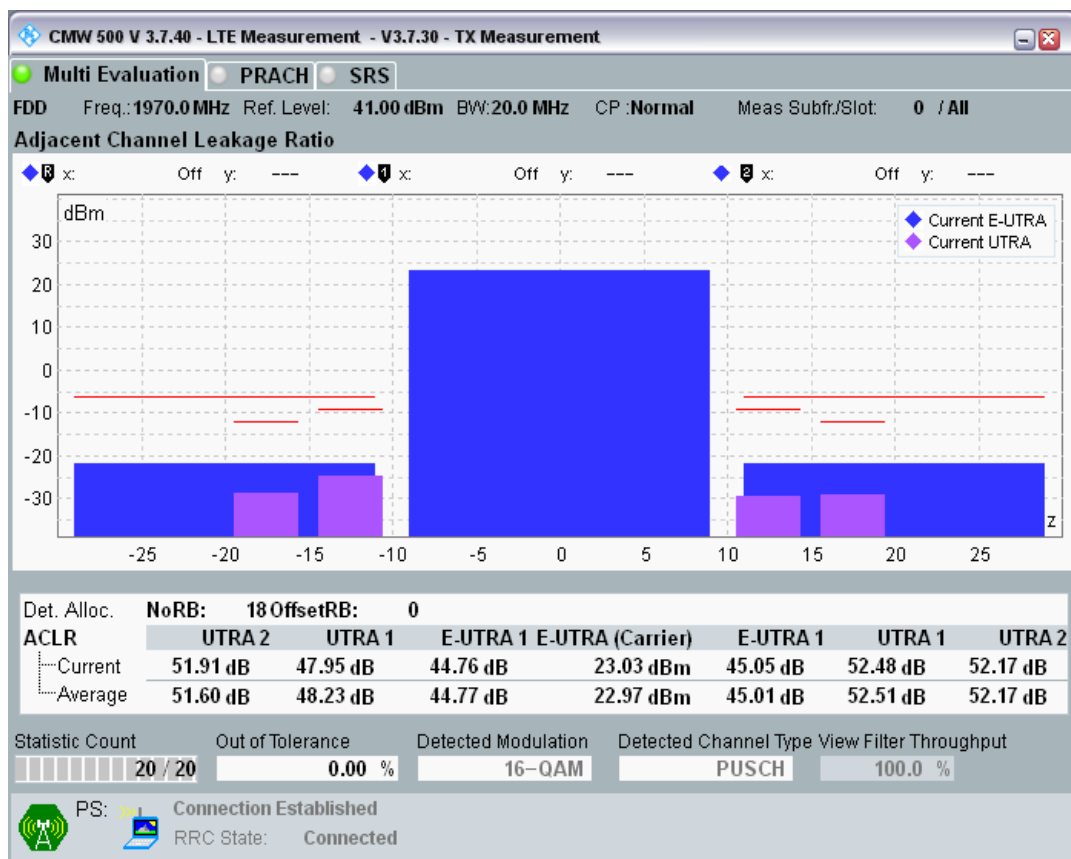 CMW 500 V 3.7.40 - LTE Measurement - V3.7.30 - TX Measurement
Multi Evaluation PRACH SRS
FDD Freq.: 1970.0 MHz Ref. Level: 41.00 dBm BW: 20.0 MHz CP : Normal Meas Subfr./Slot: 0 / All
Adjacent Channel Leakage Ratio
R x: Off y: --- 1 x: Off y: --- 2 x: Off y: ---
dBm
Current E-UTRA
Current UTRA
30
20
10
0
-10
-20
-30
z
-25 -20 -15 -10 -5 0 5 10 15 20 25
Det. Alloc. NoRB: 18 OffsetRB: 0
ACLR UTRA 2 UTRA 1 E-UTRA 1 E-UTRA (Carrier) E-UTRA 1 UTRA 1 UTRA 2
Current 51.91 dB 47.95 dB 44.76 dB 23.03 dBm 45.05 dB 52.48 dB 52.17 dB
Average 51.60 dB 48.23 dB 44.77 dB 22.97 dBm 45.01 dB 52.51 dB 52.17 dB
Statistic Count Out of Tolerance Detected Modulation Detected Channel Type View Filter Throughput
20 / 20 0.00 % 16-QAM PUSCH 100.0 %
PS: Connection Established
RRC State: Connected